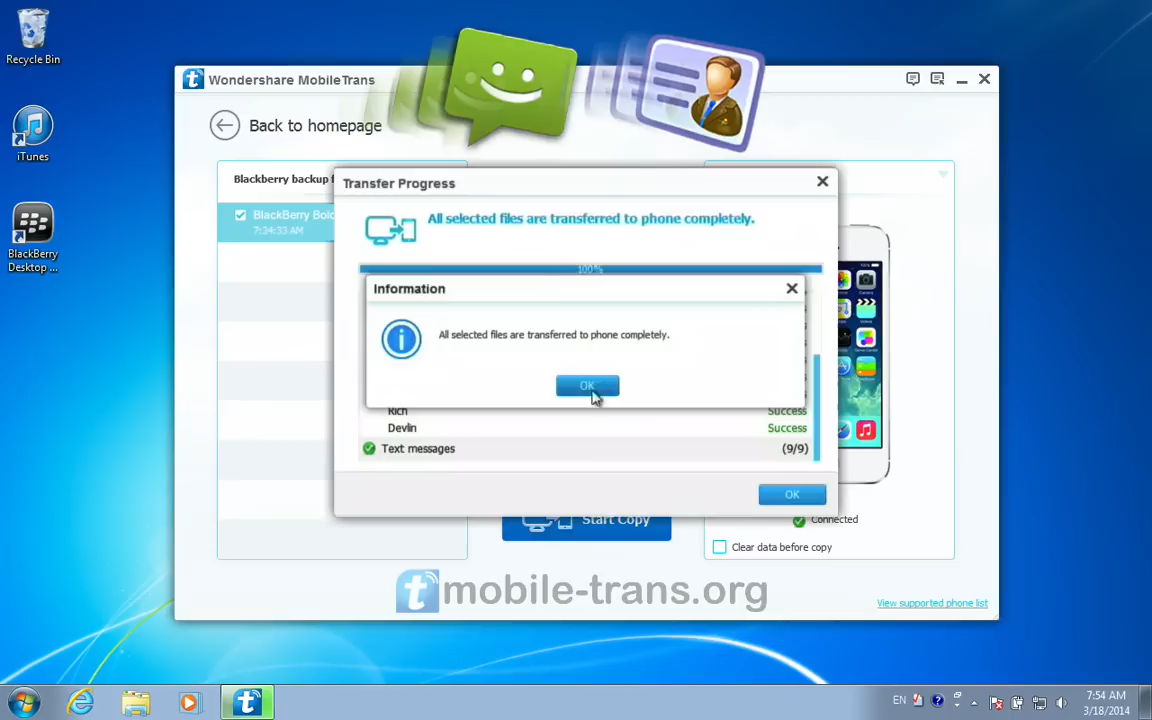 Recycle Bin
iTunes
BlackBerry
Desktop ...
Wondershare MobileTrans
Back to homepage
Blackberry backup f
BlackBerry Bold
7:34:33 AM
Transfer Progress
All selected files are transferred to phone completely.
100%
Information
All selected files are transferred to phone completely.
OK
Rich Success
Devlin Success
Text messages (9/9)
OK
Start Copy
Connected
Clear data before copy
mobile-trans.org
View supported phone list
EN
7:54 AM
3/18/2014